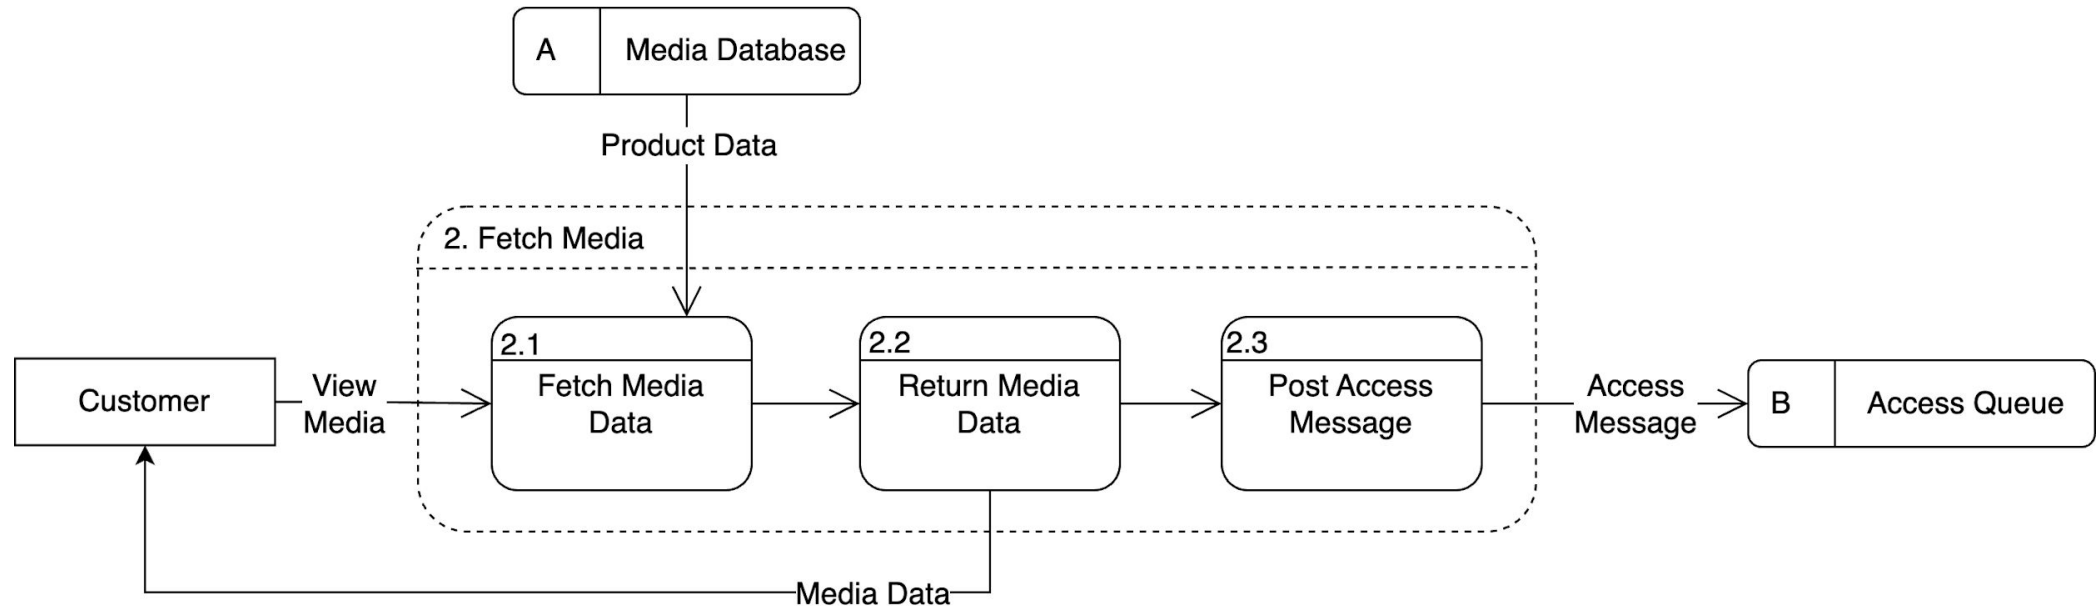 A
Media Database
Product Data
2. Fetch Media
2.1
Fetch Media
Data
2.2
Return Media
Data
2.3
Post Access
Message
Customer
View
Media
Access
Message
B
Access Queue
Media Data